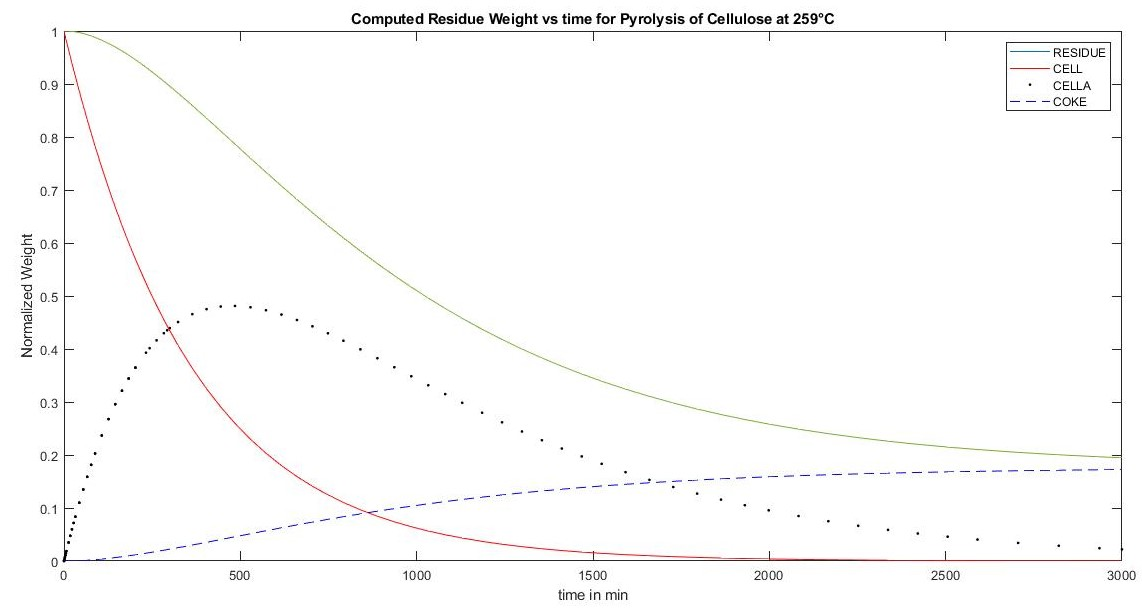 Computed Residue Weight vs time for Pyrolysis of Cellulose at 259°C
1
0.9
0.8
0.7
0.6
0.5
0.4
0.3
0.2
0.1
0
Normalized Weight
RESIDUE
CELL
CELLA
COKE
0 500 1000 1500 2000 2500 3000
time in min